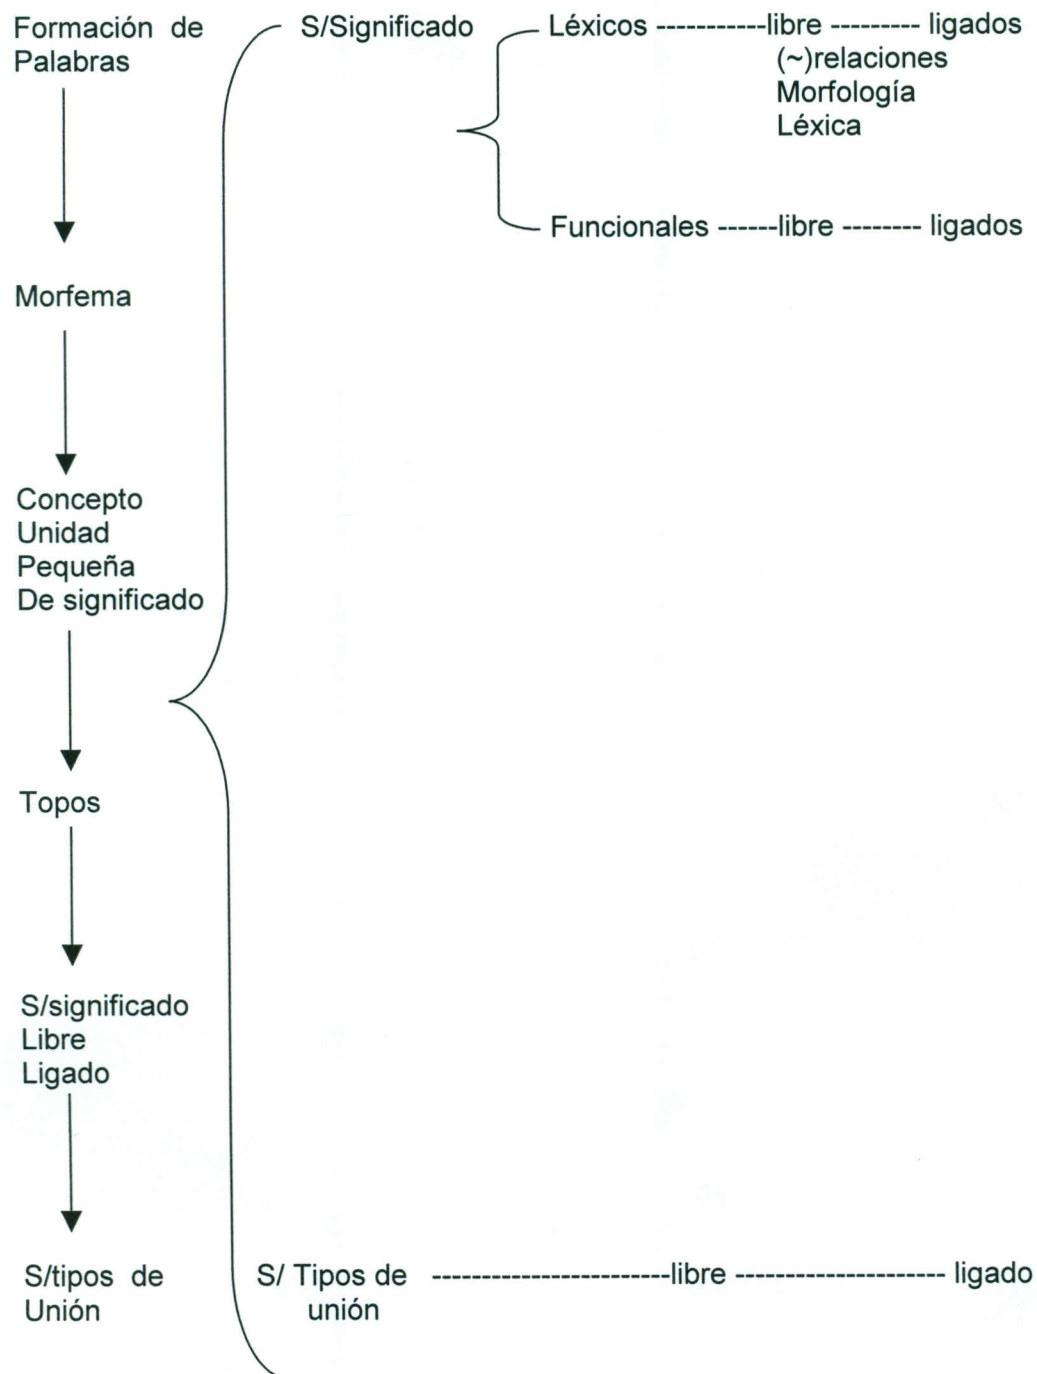 Formación de
Palabras
Morfema
Concepto
Unidad
Pequeña
De significado
Topos
S/significado
Libre
Ligado
S/tipos de
Unión
S/Significado
Léxicos -----------libre --------- ligados
(~)relaciones
Morfología
Léxica
Funcionales ------libre -------- ligados
S/ Tipos de ------------------------libre --------------------- ligado
unión